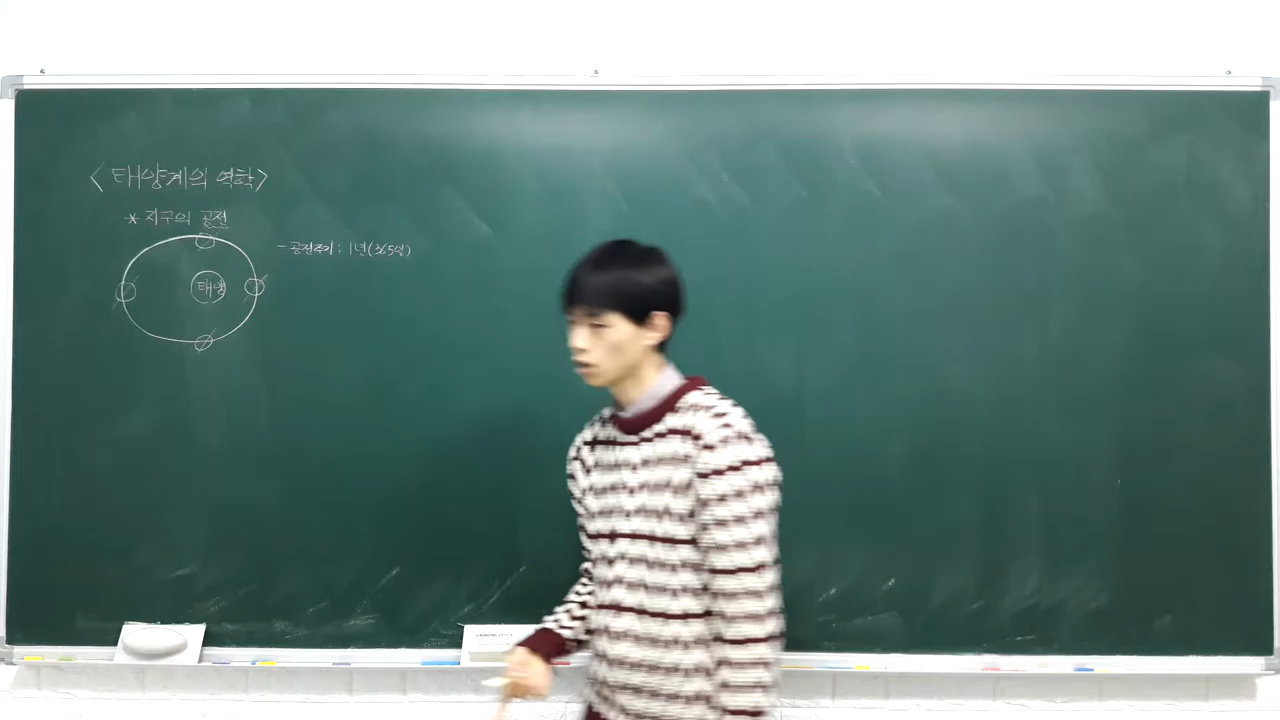 <태양계의 역학>
* 지구의 공전
- 공전주기 : 1년(365일)
태양